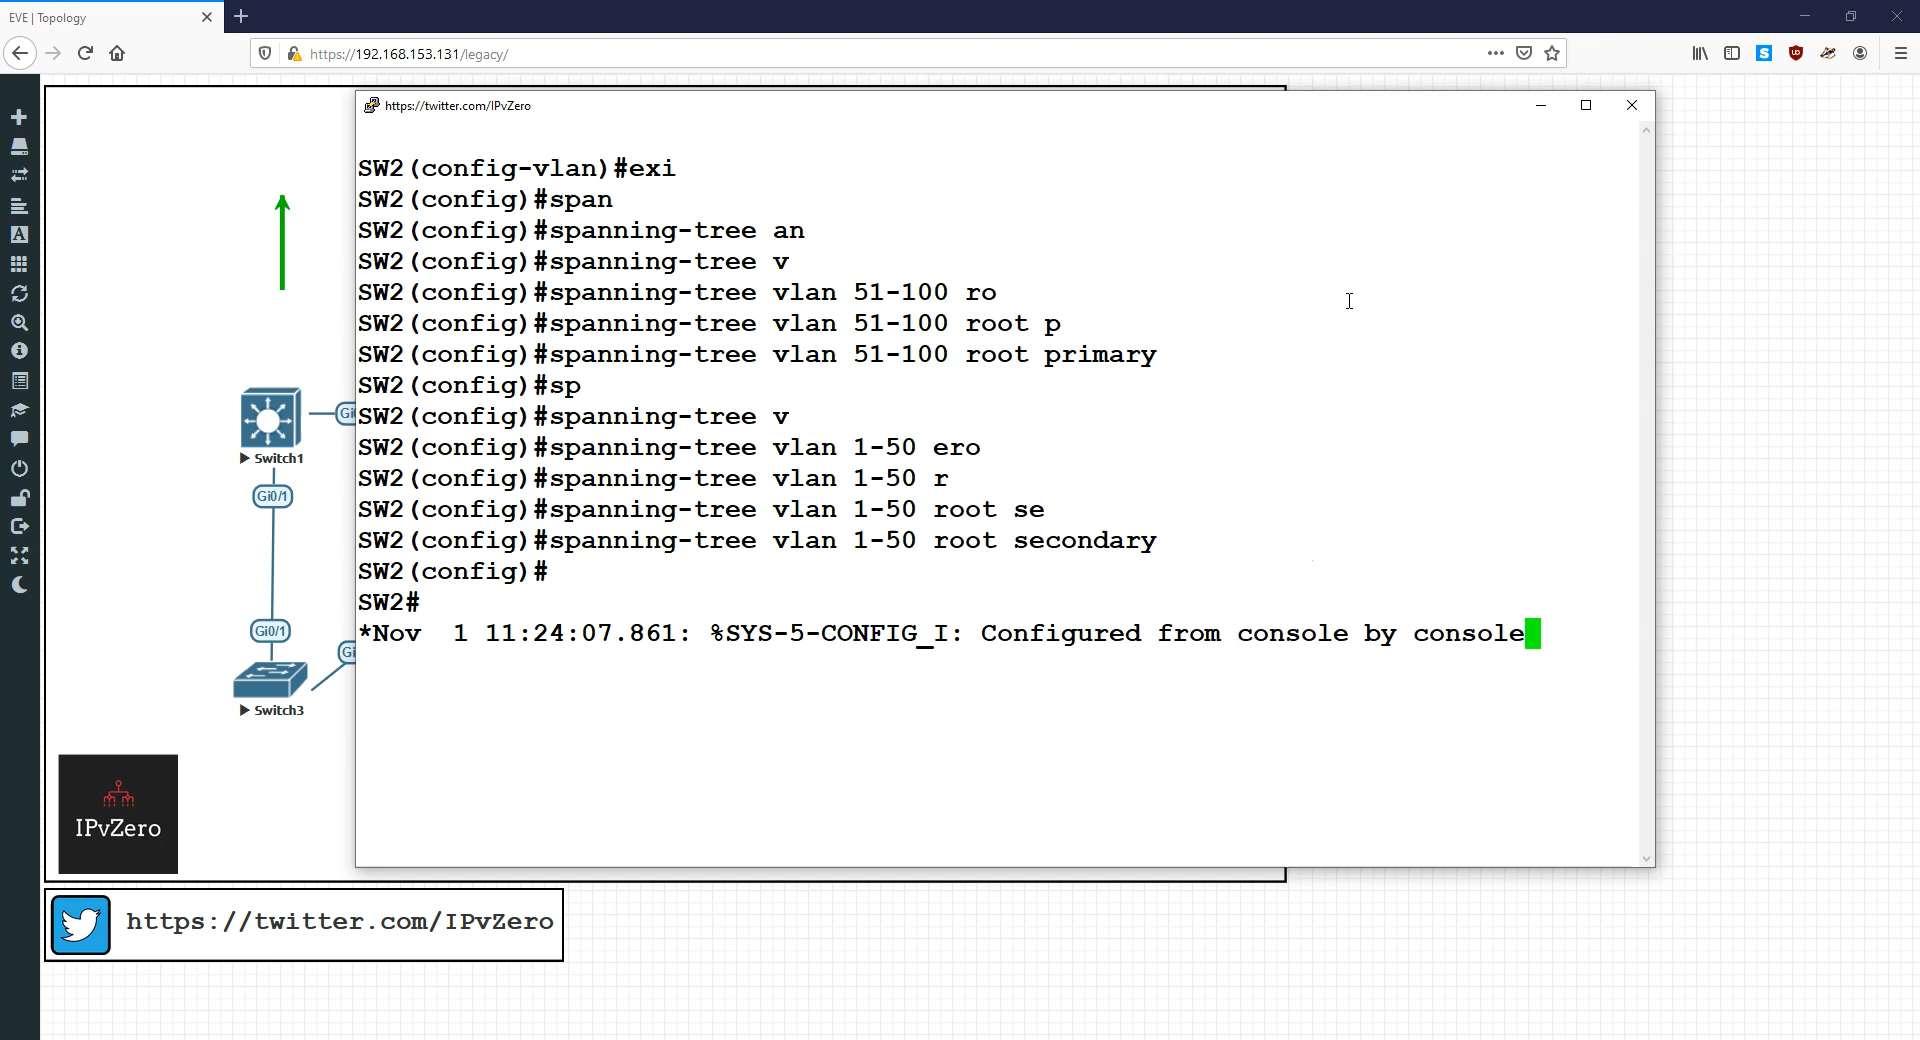 EVE | Topology
https://192.168.153.131/legacy/
https://twitter.com/IPvZero
SW2(config-vlan)#exi
SW2(config)#span
SW2(config)#spanning-tree an
SW2(config)#spanning-tree v
SW2(config)#spanning-tree vlan 51-100 ro
SW2(config)#spanning-tree vlan 51-100 root p
SW2(config)#spanning-tree vlan 51-100 root primary
SW2(config)#sp
SW2(config)#spanning-tree v
SW2(config)#spanning-tree vlan 1-50 ero
SW2(config)#spanning-tree vlan 1-50 r
SW2(config)#spanning-tree vlan 1-50 root se
SW2(config)#spanning-tree vlan 1-50 root secondary
SW2(config)#
SW2#
*Nov  1 11:24:07.861: %SYS-5-CONFIG_I: Configured from console by console
Gi
Switch1
Gi0/1
Gi0/1
Gi
Switch3
IPvZero
https://twitter.com/IPvZero